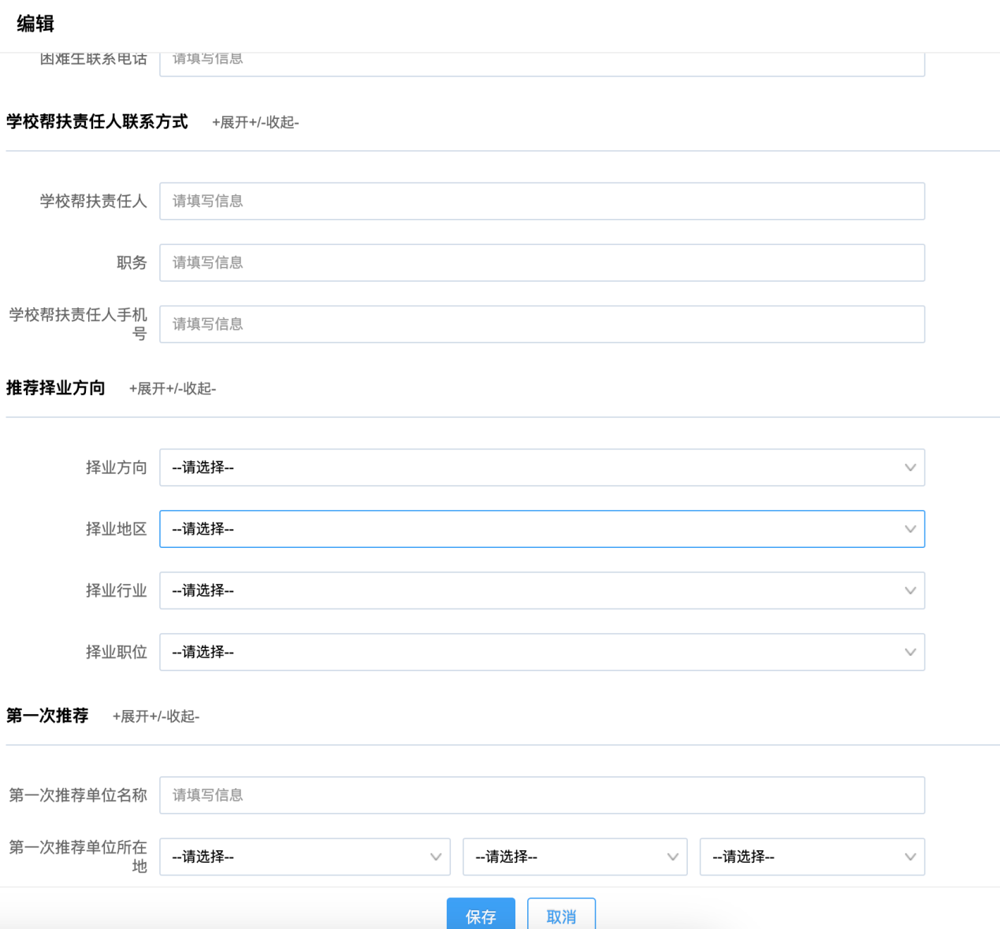 编辑
困难生联系电话 请填写信息
学校帮扶责任人联系方式 +展开+/-收起-
学校帮扶责任人 请填写信息
职务 请填写信息
学校帮扶责任人手机
号 请填写信息
推荐择业方向 +展开+/-收起-
择业方向 --请选择--
择业地区 --请选择--
择业行业 --请选择--
择业职位 --请选择--
第一次推荐 +展开+/-收起-
第一次推荐单位名称 请填写信息
第一次推荐单位所在
地 --请选择-- --请选择-- --请选择--
保存 取消